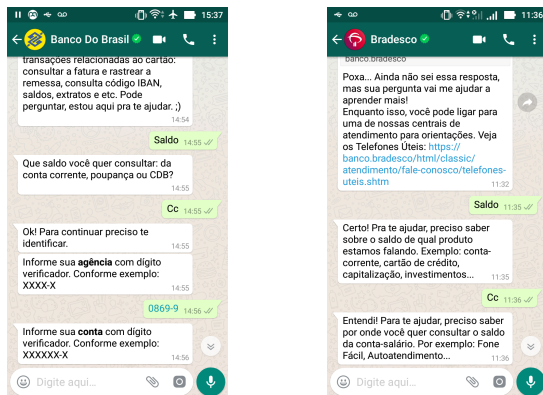 15:37
Banco Do Brasil
transações relacionadas ao cartão:
consultar a fatura e rastrear a
remessa, consulta código IBAN,
saldos, extratos e etc. Pode
perguntar, estou aqui pra te ajudar. ;)
14:54
Saldo 14:55
Que saldo você quer consultar: da
conta corrente, poupança ou CDB?
14:55
Cc 14:55
Ok! Para continuar preciso te
identificar.
14:55
Informe sua agência com dígito
verificador. Conforme exemplo:
XXXX-X
14:55
0869-9 14:56
Informe sua conta com dígito
verificador. Conforme exemplo:
XXXXXX-X
14:56
Digite aqui...
11:36
Bradesco
banco.bradesco
Poxa... Ainda não sei essa resposta,
mas sua pergunta vai me ajudar a
aprender mais!
Enquanto isso, você pode ligar para
uma de nossas centrais de
atendimento para orientações. Veja
os Telefones Úteis: https://
banco.bradesco/html/classic/
atendimento/fale-conosco/telefones-
uteis.shtm
11:32
Saldo 11:35
Certo! Pra te ajudar, preciso saber
sobre o saldo de qual produto
estamos falando. Exemplo: conta-
corrente, cartão de crédito,
capitalização, investimentos...
11:35
Cc 11:36
Entendi! Para te ajudar, preciso saber
por onde você quer consultar o saldo
da conta-salário. Por exemplo: Fone
Fácil, Autoatendimento...
11:36
Digite aqui...